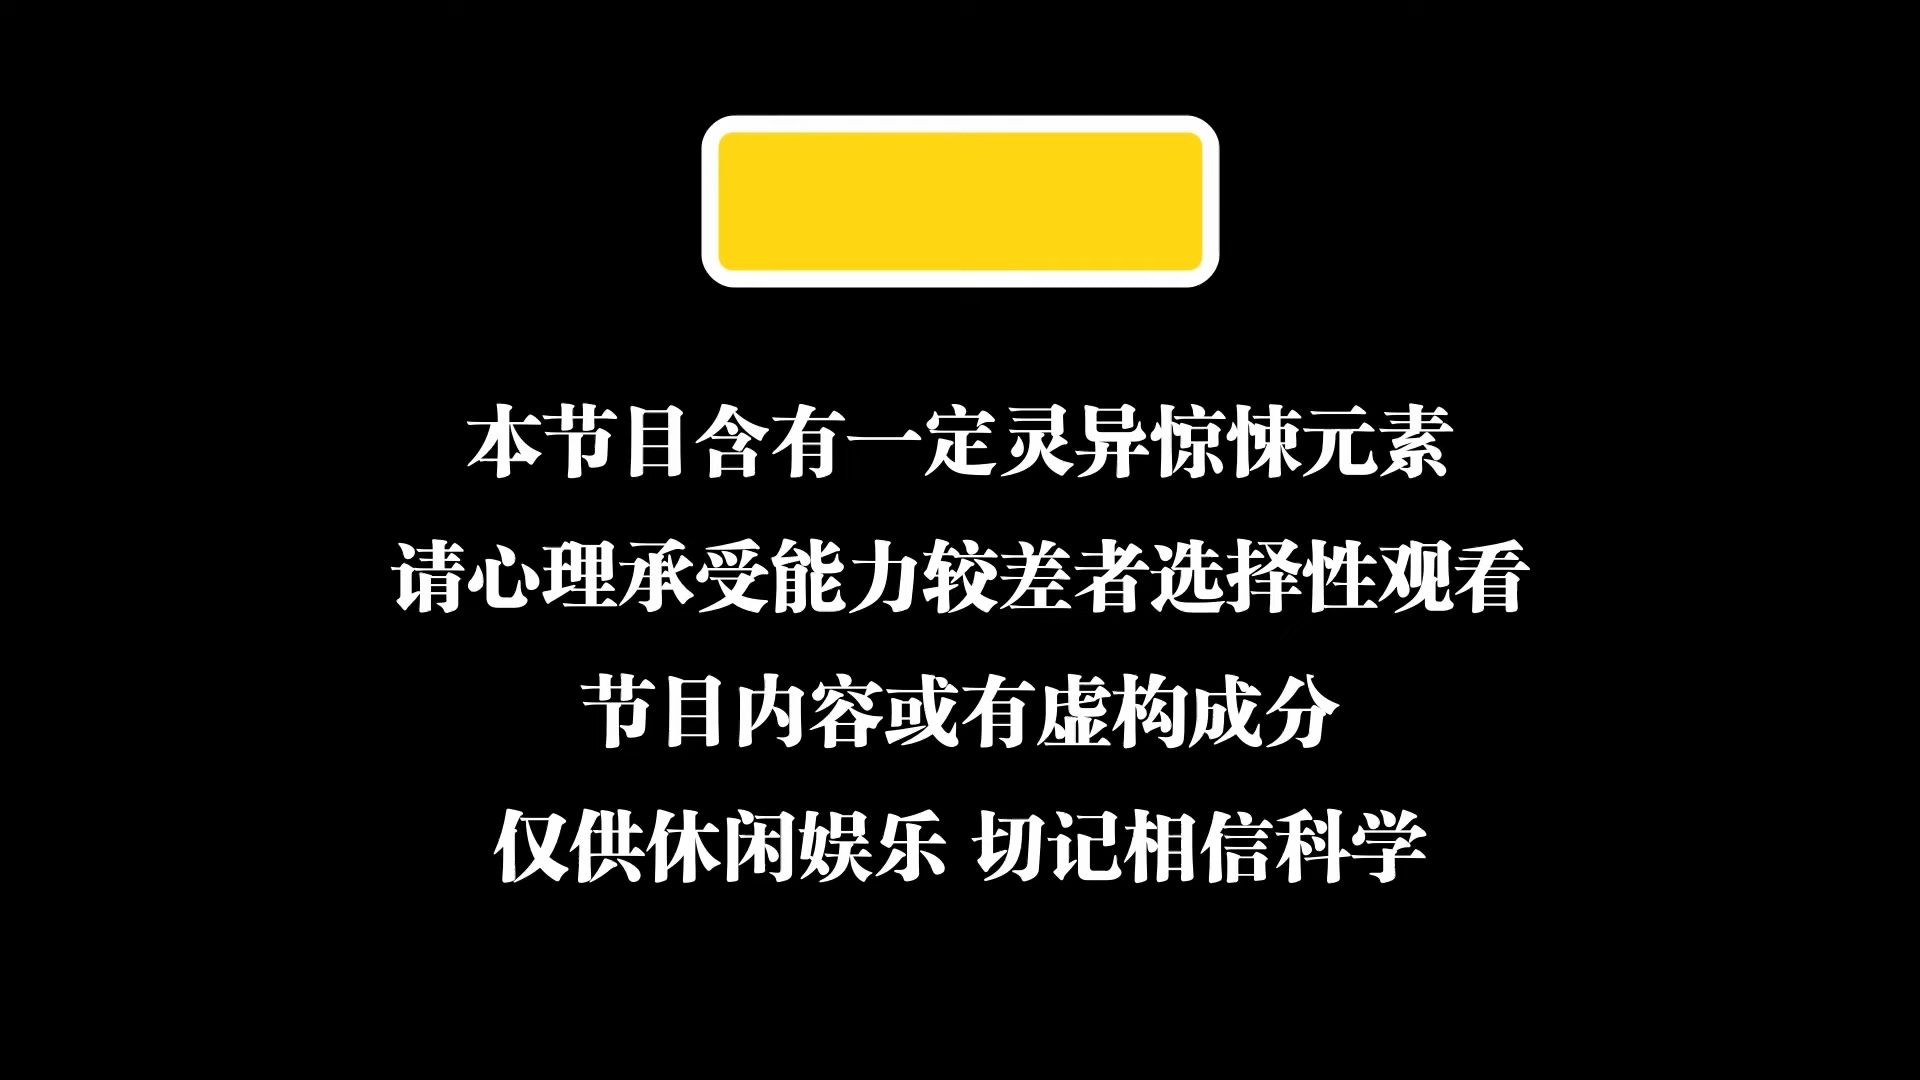 本节目含有一定灵异惊悚元素
请心理承受能力较差者选择性观看
节目内容或有虚构成分
仅供休闲娱乐 切记相信科学